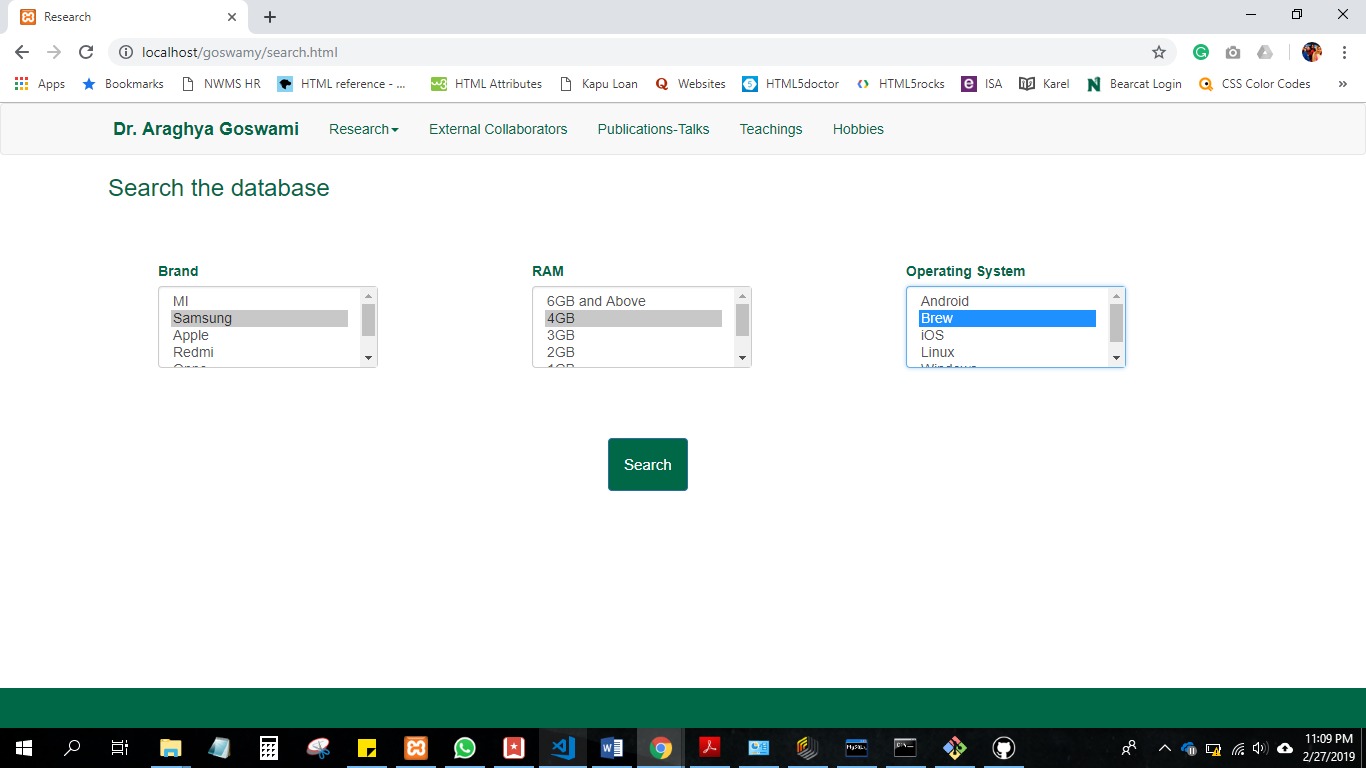 Research
localhost/goswamy/search.html
Apps Bookmarks NWMS HR HTML reference - ... HTML Attributes Kapu Loan Websites HTML5doctor HTML5rocks ISA Karel Bearcat Login CSS Color Codes »
Dr. Araghya Goswami Research External Collaborators Publications-Talks Teachings Hobbies
Search the database
Brand RAM Operating System
MI 6GB and Above Android
Samsung 4GB Brew
Apple 3GB iOS
Redmi 2GB Linux
Search
11:09 PM
2/27/2019